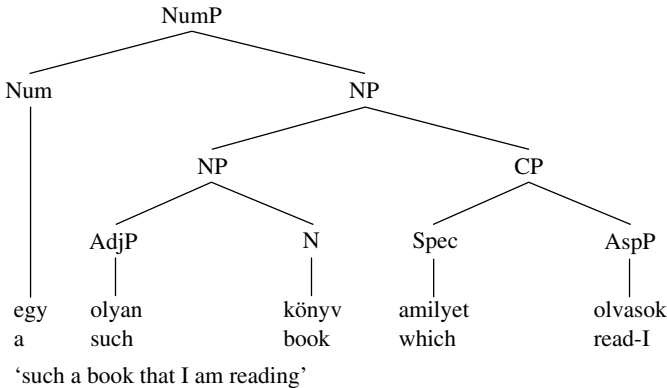 NumP
Num NP
NP CP
AdjP N Spec AspP
egy olyan könyv amilyet olvasok
a such book which read-I
‘such a book that I am reading’